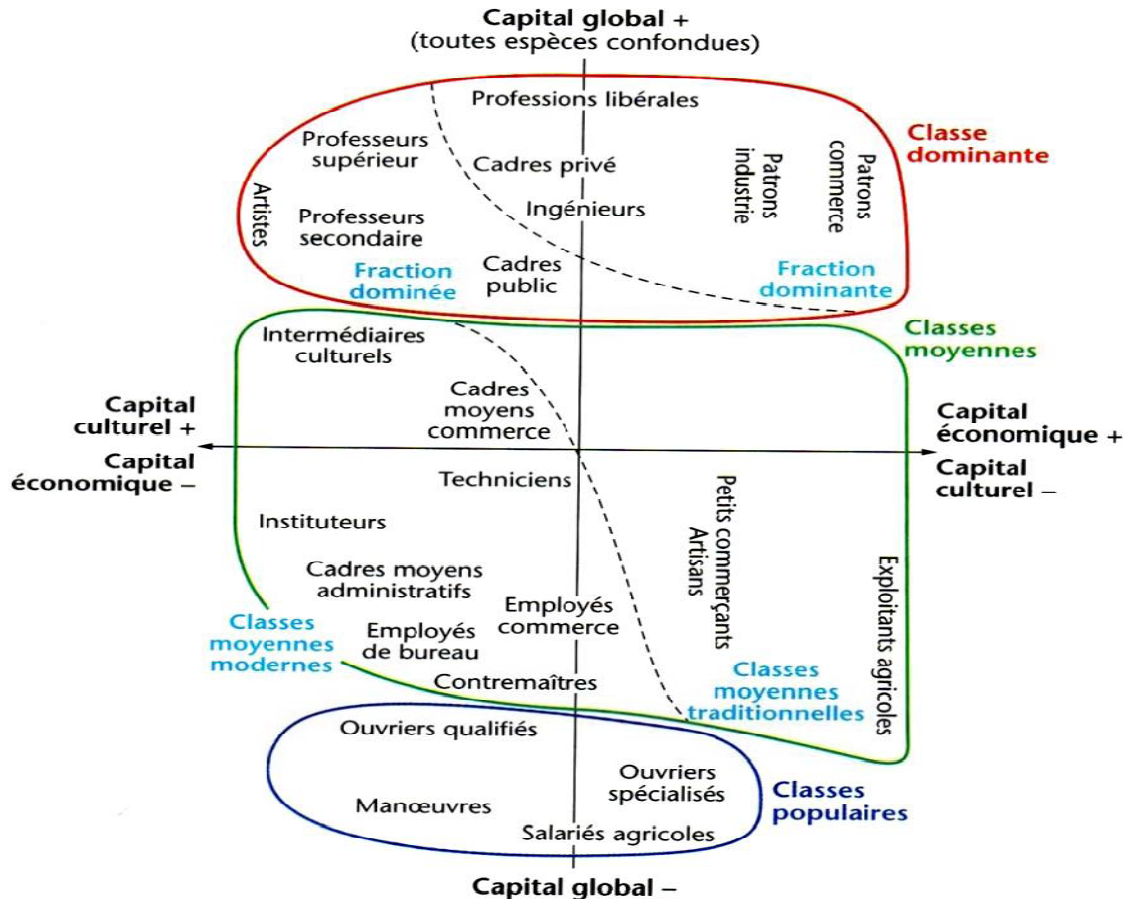 Capital global +
(toutes espèces confondues)
Professions libérales
Classe
dominante
Professeurs
supérieur
Cadres privé
Patrons
industrie
Patrons
commerce
Artistes
Ingénieurs
Professeurs
secondaire
Cadres
public
Fraction
dominée
Fraction
dominante
Classes
moyennes
Intermédiaires
culturels
Cadres
moyens
commerce
Capital
culturel +
Capital
économique +
Capital
économique –
Capital
culturel –
Techniciens
Petits commerçants
Artisans
Instituteurs
Exploitants agricoles
Cadres moyens
administratifs
Employés
commerce
Classes
moyennes
modernes
Employés
de bureau
Contremaîtres
Classes
moyennes
traditionnelles
Ouvriers qualifiés
Ouvriers
spécialisés
Classes
populaires
Manœuvres
Salariés agricoles
Capital global –